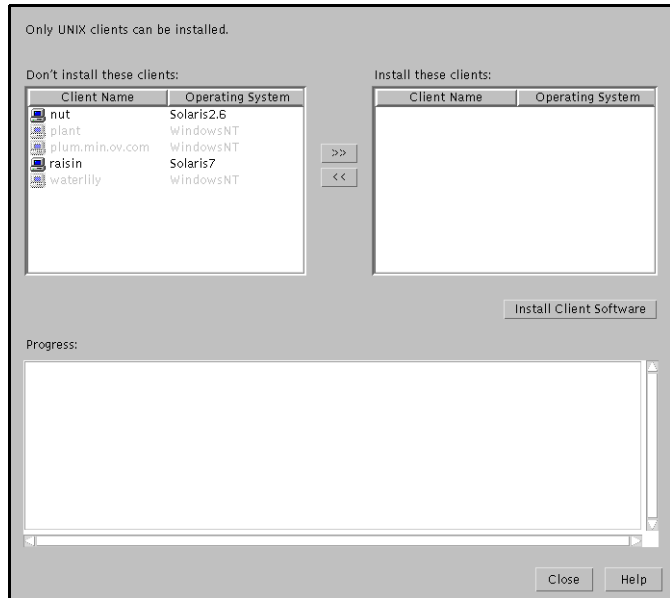 Only UNIX clients can be installed.
Don't install these clients:
Client Name Operating System
nut Solaris2.6
plant WindowsNT
plum.min.ov.com WindowsNT
raisin Solaris7
waterlily WindowsNT
>>
<<
Install these clients:
Client Name Operating System
Install Client Software
Progress:
Close Help